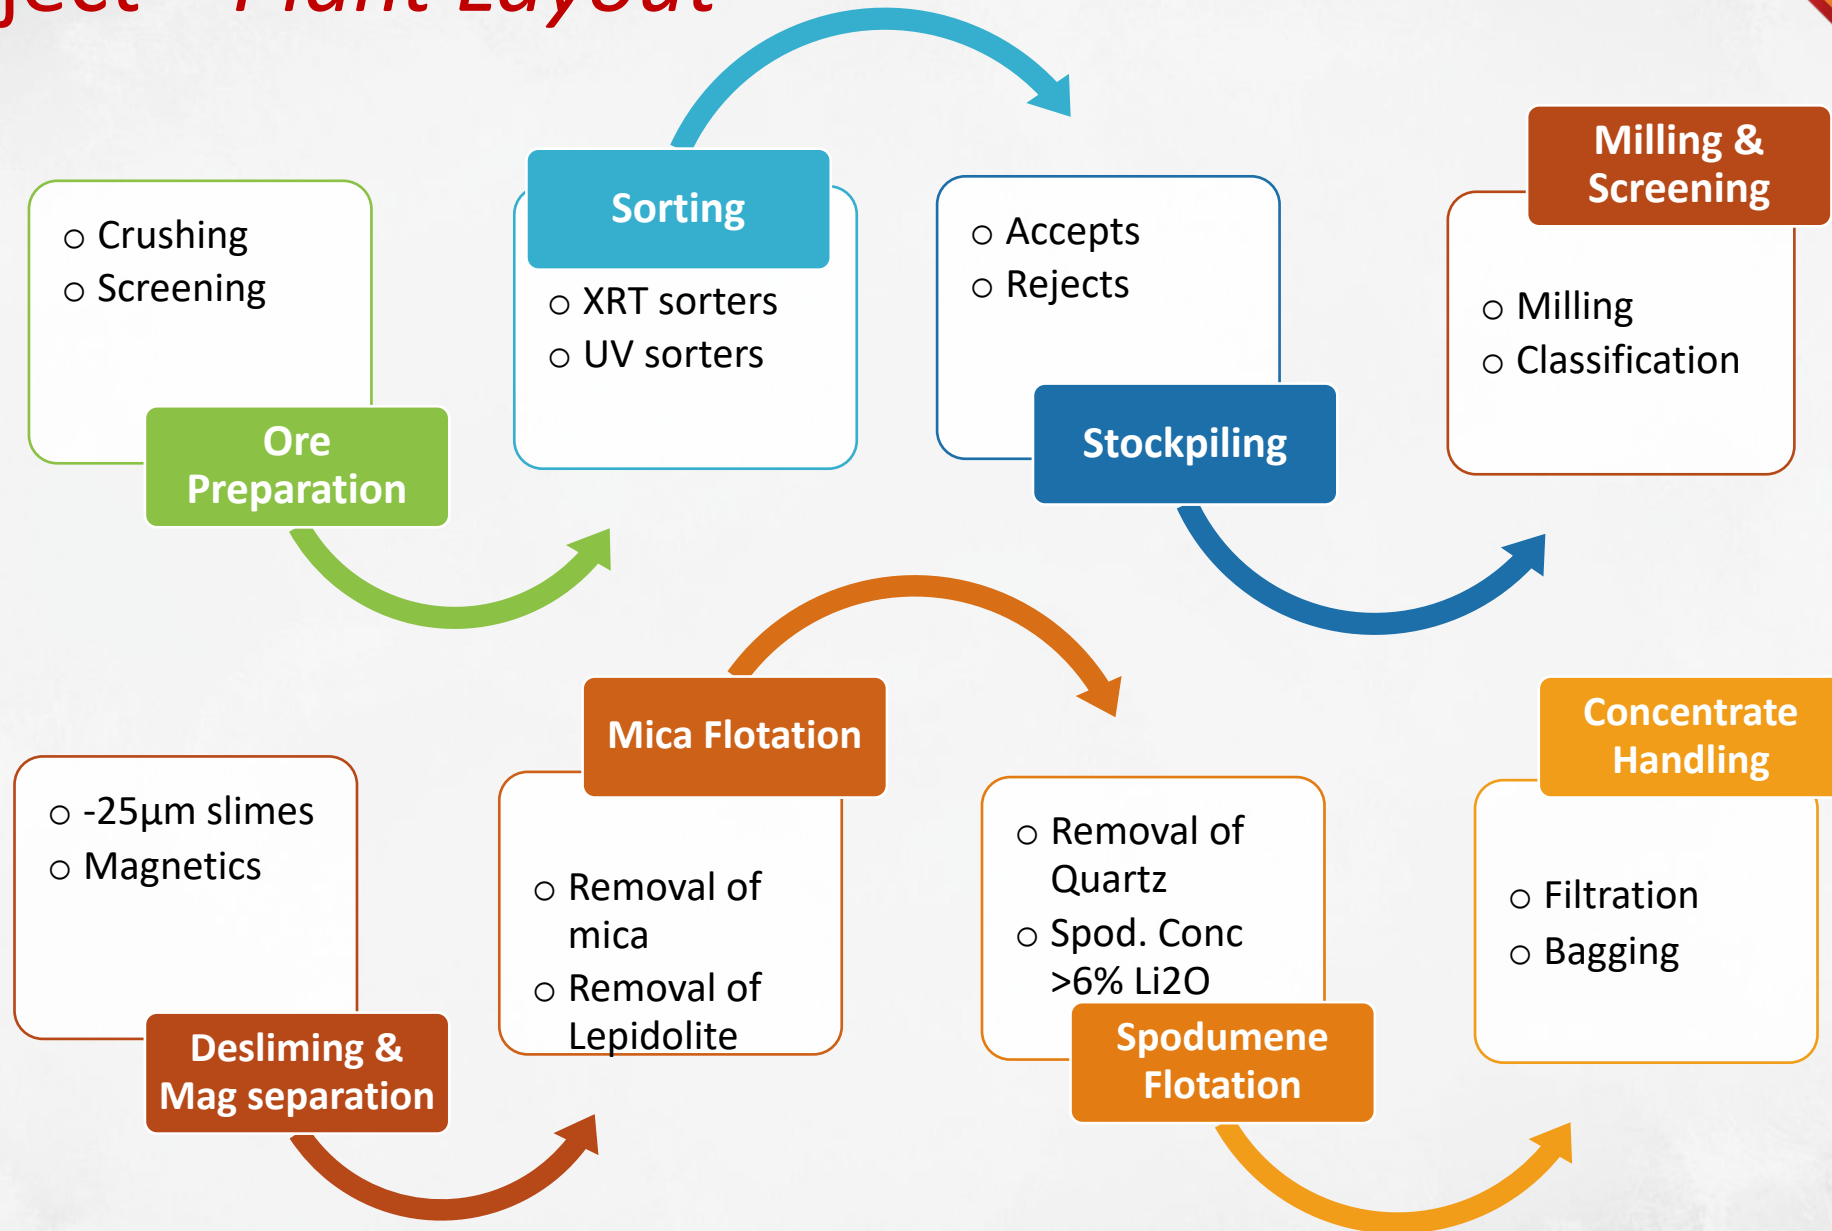 Plant Layout
○ Crushing
○ Screening
Ore
Preparation
Sorting
○ XRT sorters
○ UV sorters
○ Accepts
○ Rejects
Stockpiling
Milling &
Screening
○ Milling
○ Classification
○ -25µm slimes
○ Magnetics
Desliming &
Mag separation
Mica Flotation
○ Removal of
mica
○ Removal of
Lepidolite
○ Removal of
Quartz
○ Spod. Conc
>6% Li2O
Spodumene
Flotation
Concentrate
Handling
○ Filtration
○ Bagging